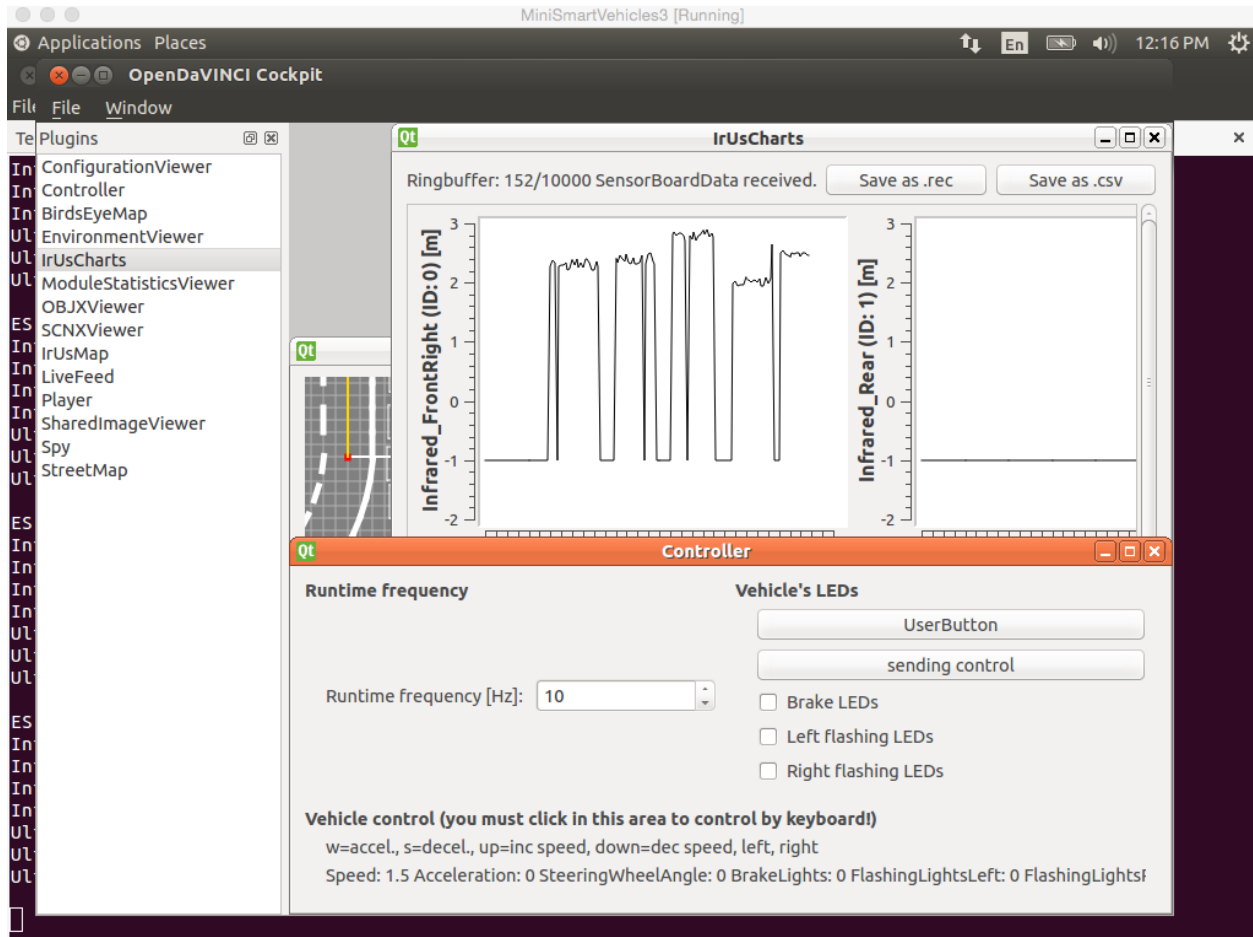 MiniSmartVehicles3 [Running]
Applications Places
En
12:16 PM
OpenDaVINCI Cockpit
File Window
Plugins
ConfigurationViewer
Controller
BirdsEyeMap
EnvironmentViewer
IrUsCharts
ModuleStatisticsViewer
OBJXViewer
SCNXViewer
IrUsMap
LiveFeed
Player
SharedImageViewer
Spy
StreetMap
Qt
IrUsCharts
Ringbuffer: 152/10000 SensorBoardData received.
Save as .rec
Save as .csv
Infrared_FrontRight (ID: 0) [m]
3
2
1
0
-1
-2
Infrared_Rear (ID: 1) [m]
3
2
1
0
-1
-2
Qt
Qt
Controller
Runtime frequency
Runtime frequency [Hz]: 10
Vehicle's LEDs
UserButton
sending control
Brake LEDs
Left flashing LEDs
Right flashing LEDs
Vehicle control (you must click in this area to control by keyboard!)
w=accel., s=decel., up=inc speed, down=dec speed, left, right
Speed: 1.5 Acceleration: 0 SteeringWheelAngle: 0 BrakeLights: 0 FlashingLightsLeft: 0